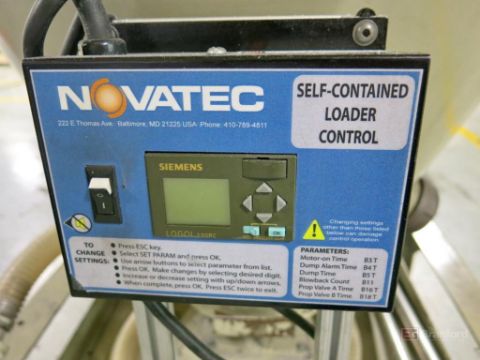 NOVATEC
222 E Thomas Ave. Baltimore, MD 21225 USA Phone: 410-789-4811
SELF-CONTAINED
LOADER
CONTROL
SIEMENS
LOGO! 230RC
ESC
OK
TO
CHANGE
SETTINGS:
• Press ESC key.
• Select SET PARAM and press OK.
• Use arrow buttons to select parameter from list.
• Press OK. Make changes by selecting desired digit.
• Increase or decrease setting with up/down arrows.
• When complete, press OK. Press ESC twice to exit.
Changing settings
other than those listed
below can damage
control operation
PARAMETERS:
Motor-on Time B3 T
Dump Alarm Time B4 T
Dump Time B5 T
Blowback Count B11
Prop Valve A Time B16 T
Prop Valve B Time B18 T